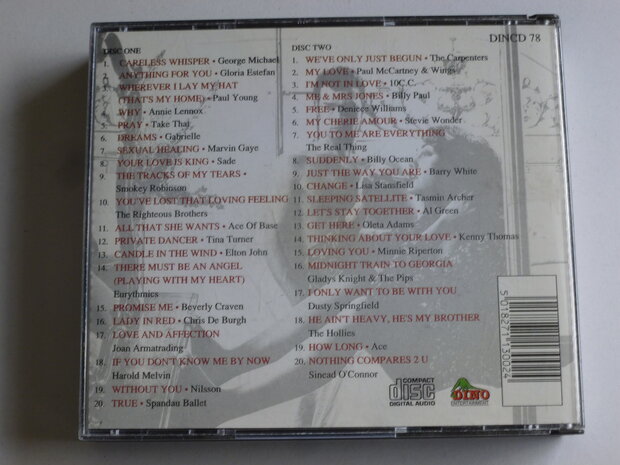 DINCD 78
DISC ONE
1. CARELESS WHISPER • George Michael
2. ANYTHING FOR YOU • Gloria Estefan
3. WHEREVER I LAY MY HAT
(THAT'S MY HOME) • Paul Young
4. WHY • Annie Lennox
5. PRAY • Take That
6. DREAMS • Gabrielle
7. SEXUAL HEALING • Marvin Gaye
8. YOUR LOVE IS KING • Sade
9. THE TRACKS OF MY TEARS •
Smokey Robinson
10. YOU'VE LOST THAT LOVING FEELING
The Righteous Brothers
11. ALL THAT SHE WANTS • Ace Of Base
12. PRIVATE DANCER • Tina Turner
13. CANDLE IN THE WIND • Elton John
14. THERE MUST BE AN ANGEL
(PLAYING WITH MY HEART)
Eurythmics
15. PROMISE ME • Beverly Craven
16. LADY IN RED • Chris De Burgh
17. LOVE AND AFFECTION
Joan Armatrading
18. IF YOU DON'T KNOW ME BY NOW
Harold Melvin
19. WITHOUT YOU • Nilsson
20. TRUE • Spandau Ballet
DISC TWO
1. WE'VE ONLY JUST BEGUN • The Carpenters
2. MY LOVE • Paul McCartney & Wings
3. I'M NOT IN LOVE • 10C.C.
4. ME & MRS JONES • Billy Paul
5. FREE • Deniece Williams
6. MY CHERIE AMOUR • Stevie Wonder
7. YOU TO ME ARE EVERYTHING
The Real Thing
8. SUDDENLY • Billy Ocean
9. JUST THE WAY YOU ARE • Barry White
10. CHANGE • Lisa Stansfield
11. SLEEPING SATELLITE • Tasmin Archer
12. LET'S STAY TOGETHER • Al Green
13. GET HERE • Oleta Adams
14. THINKING ABOUT YOUR LOVE • Kenny Thomas
15. LOVING YOU • Minnie Riperton
16. MIDNIGHT TRAIN TO GEORGIA
Gladys Knight & The Pips
17. I ONLY WANT TO BE WITH YOU
Dusty Springfield
18. HE AIN'T HEAVY, HE'S MY BROTHER
The Hollies
19. HOW LONG • Ace
20. NOTHING COMPARES 2 U
Sinead O'Connor
COMPACT
disc
DIGITAL AUDIO
DINO
ENTERTAINMENT
5 018271 300224